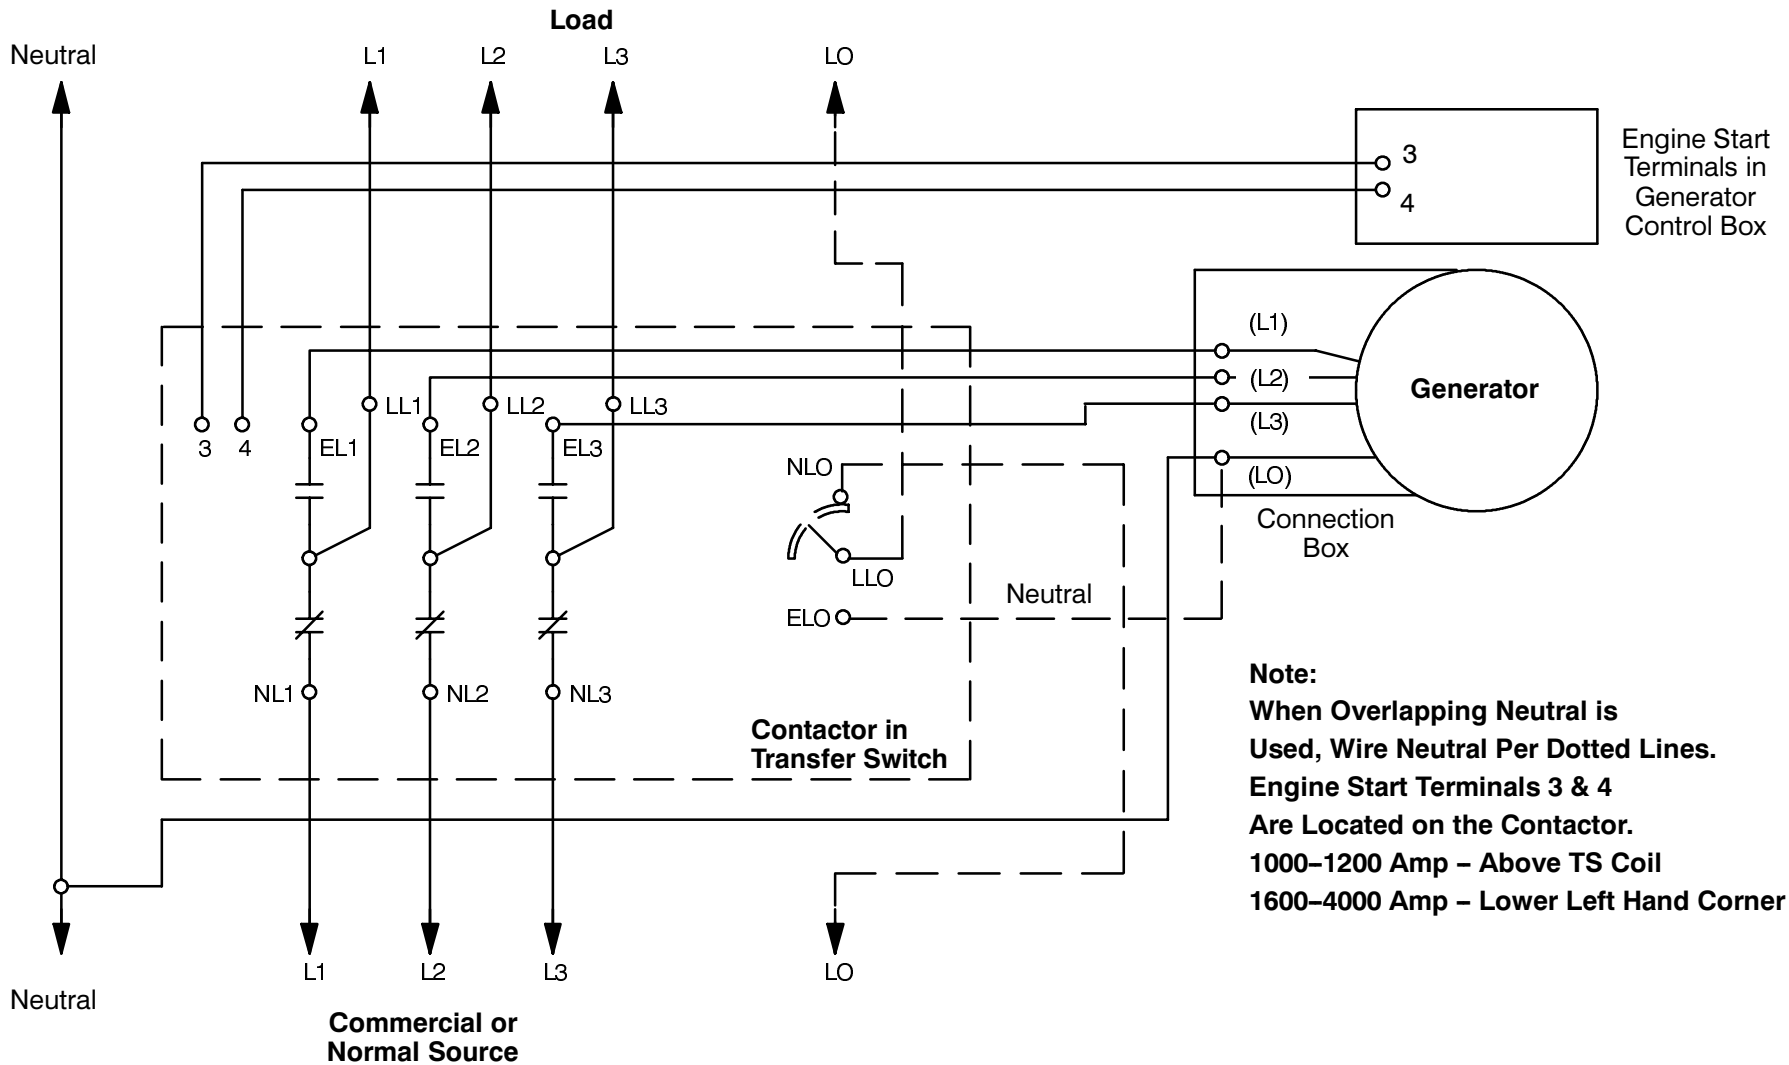 Load
Neutral
L1
L2
L3
LO
Engine Start
Terminals in
Generator
Control Box
3
4
(L1)
(L2)
(L3)
(LO)
Generator
Connection
Box
LL1
LL2
LL3
3
4
EL1
EL2
EL3
NLO
LLO
ELO
Neutral
NL1
NL2
NL3
Contactor in
Transfer Switch
Note:
When Overlapping Neutral is
Used, Wire Neutral Per Dotted Lines.
Engine Start Terminals 3 & 4
Are Located on the Contactor.
1000–1200 Amp – Above TS Coil
1600–4000 Amp – Lower Left Hand Corner
L1
L2
L3
LO
Neutral
Commercial or
Normal Source